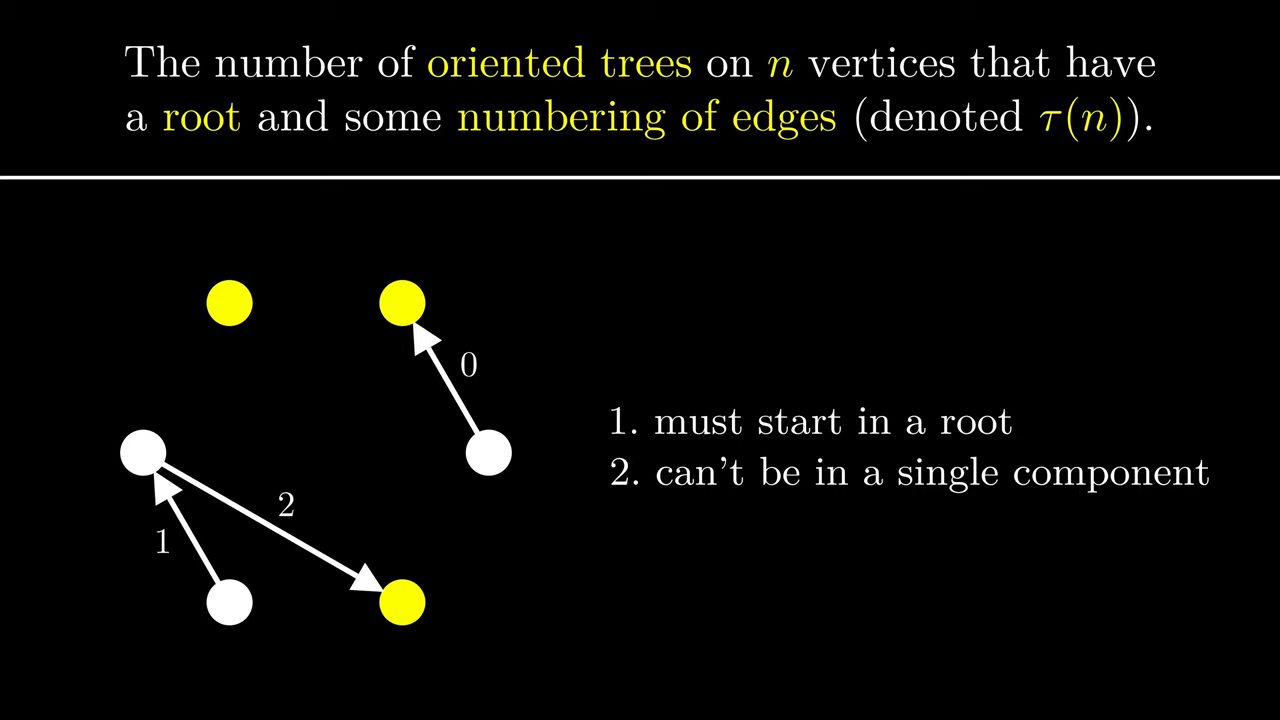 The number of oriented trees on n vertices that have
a root and some numbering of edges (denoted τ(n)).
0
1. must start in a root
2. can't be in a single component
2
1